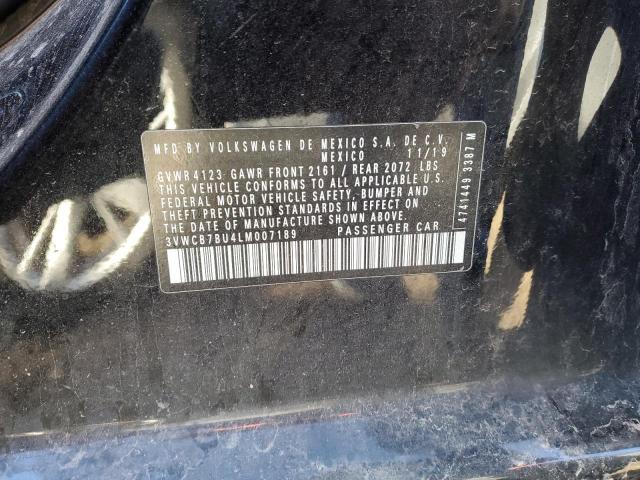 MFD BY VOLKSWAGEN DE MEXICO S.A. DE C.V.
MEXICO 11/19
GVWR 4123 GAWR FRONT 2161 / REAR 2072 LBS
THIS VEHICLE CONFORMS TO ALL APPLICABLE U.S.
FEDERAL MOTOR VEHICLE SAFETY, BUMPER AND
THEFT PREVENTION STANDARDS IN EFFECT ON
THE DATE OF MANUFACTURE SHOWN ABOVE.
3VWCB7BU4LM007189 PASSENGER CAR
4741449 3387 M